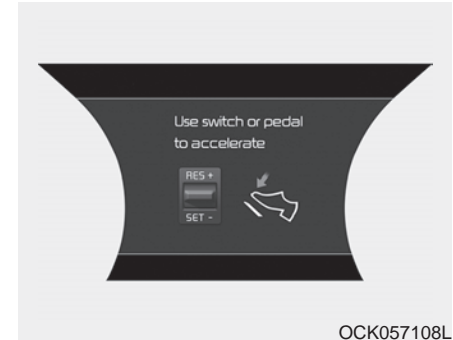 Use switch or pedal
to accelerate
RES +
SET -
OCK057108L